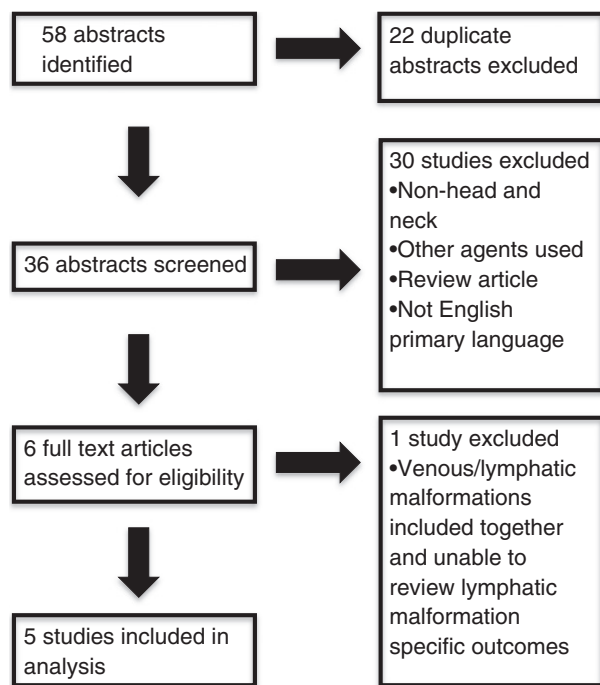 58 abstracts
identified
22 duplicate
abstracts excluded
36 abstracts screened
30 studies excluded
•Non-head and
neck
•Other agents used
•Review article
•Not English
primary language
6 full text articles
assessed for eligibility
1 study excluded
•Venous/lymphatic
malformations
included together
and unable to
review lymphatic
malformation
specific outcomes
5 studies included in
analysis